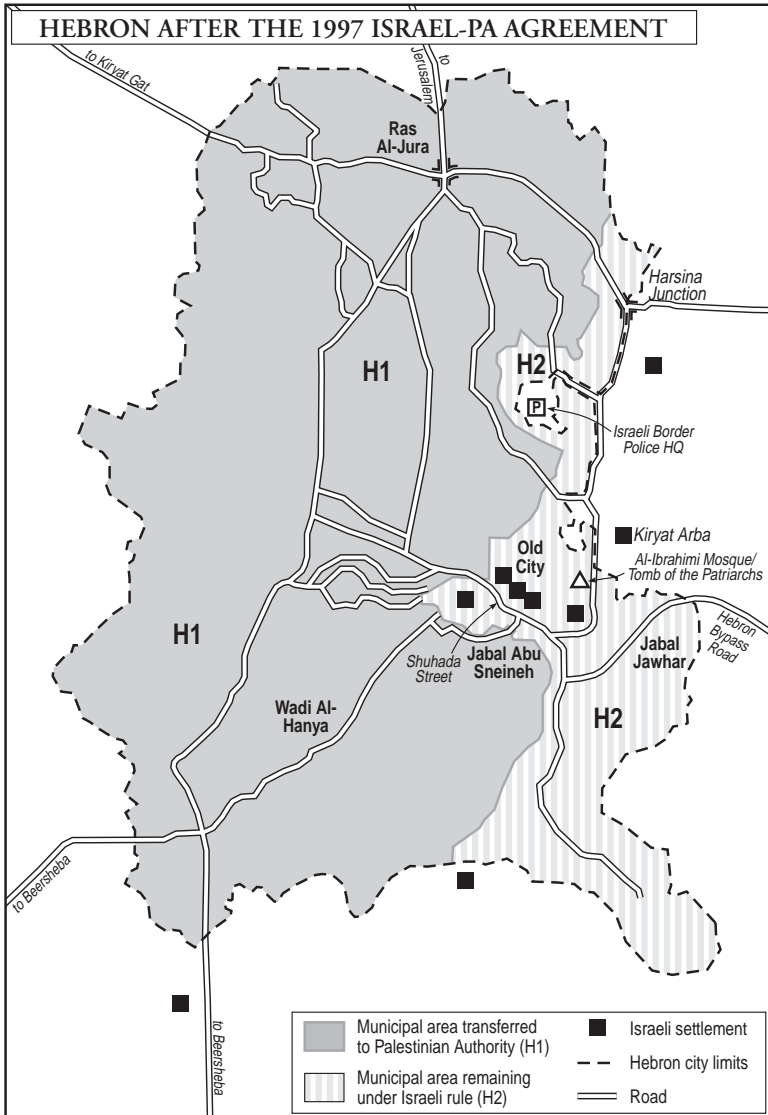 HEBRON AFTER THE 1997 ISRAEL-PA AGREEMENT
to Kiryat Gat
to
Jerusalem
Ras
Al-Jura
Harsina
Junction
H1
H2
P
Israeli Border
Police HQ
Kiryat Arba
Old
City
Al-Ibrahimi Mosque/
Tomb of the Patriarchs
H1
Shuhada
Street
Jabal Abu
Sneineh
Jabal
Jawhar
Hebron
Bypass
Road
Wadi Al-
Hanya
H2
to Beersheba
to Beersheba
Municipal area transferred
to Palestinian Authority (H1)
Municipal area remaining
under Israeli rule (H2)
Israeli settlement
Hebron city limits
Road